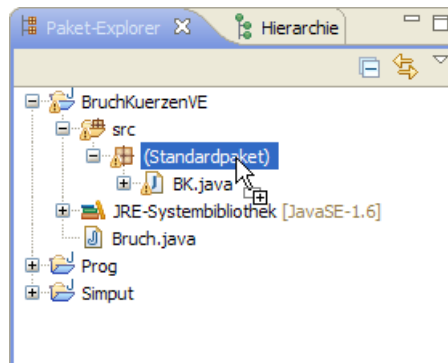 Paket-Explorer Hierarchie
BruchKuerzenVE
src
(Standardpaket)
BK.java
JRE-Systembibliothek [JavaSE-1.6]
Bruch.java
Prog
Simput